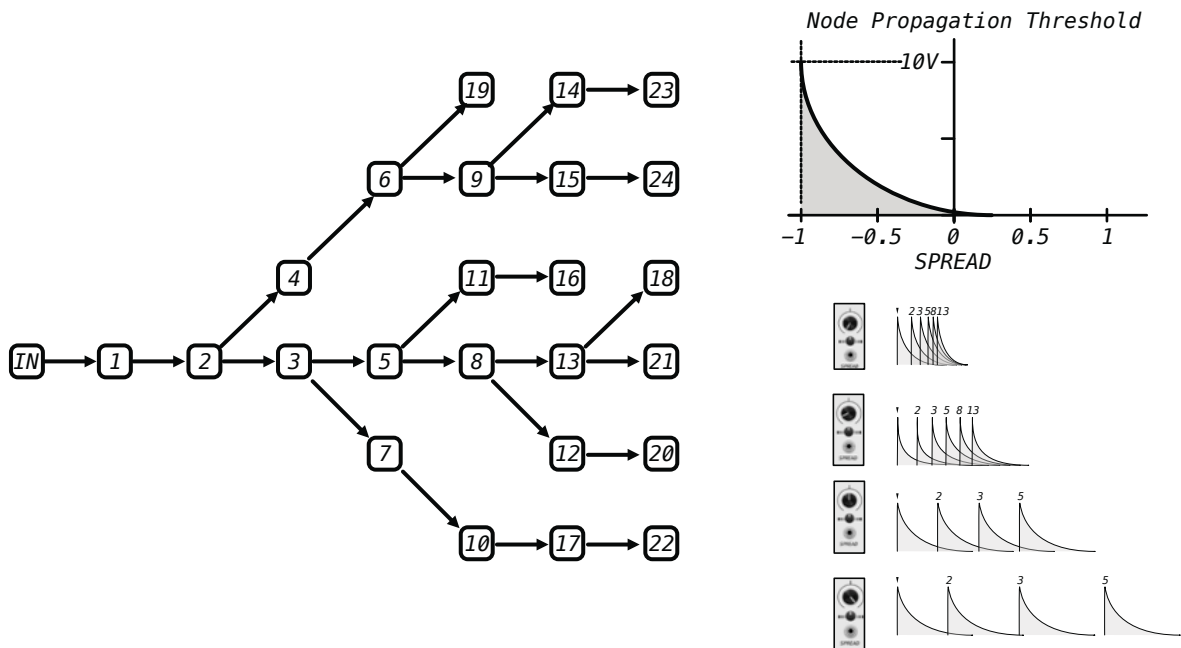 Node Propagation Threshold
10V
−1 −0.5 0 0.5 1
SPREAD
19 14 23
6 9 15 24
4 11 16 18
IN 1 2 3 5 8 13 21
7 12 20
10 17 22
2 3 5 8 13
SPREAD
2 3 5 8 13
SPREAD
2 3 5
SPREAD
2 3 5
SPREAD